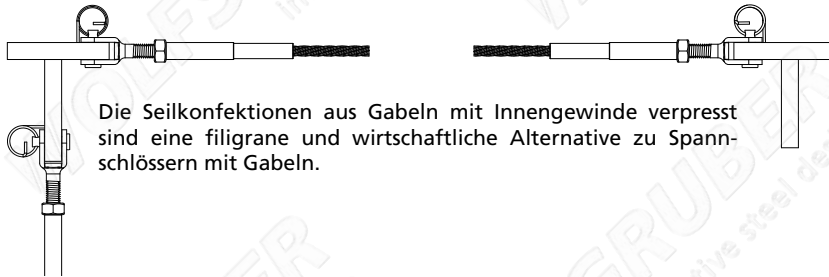 Die Seilkonfektionen aus Gabeln mit Innengewinde verpresst
sind eine filigrane und wirtschaftliche Alternative zu Spann-
schlössern mit Gabeln.